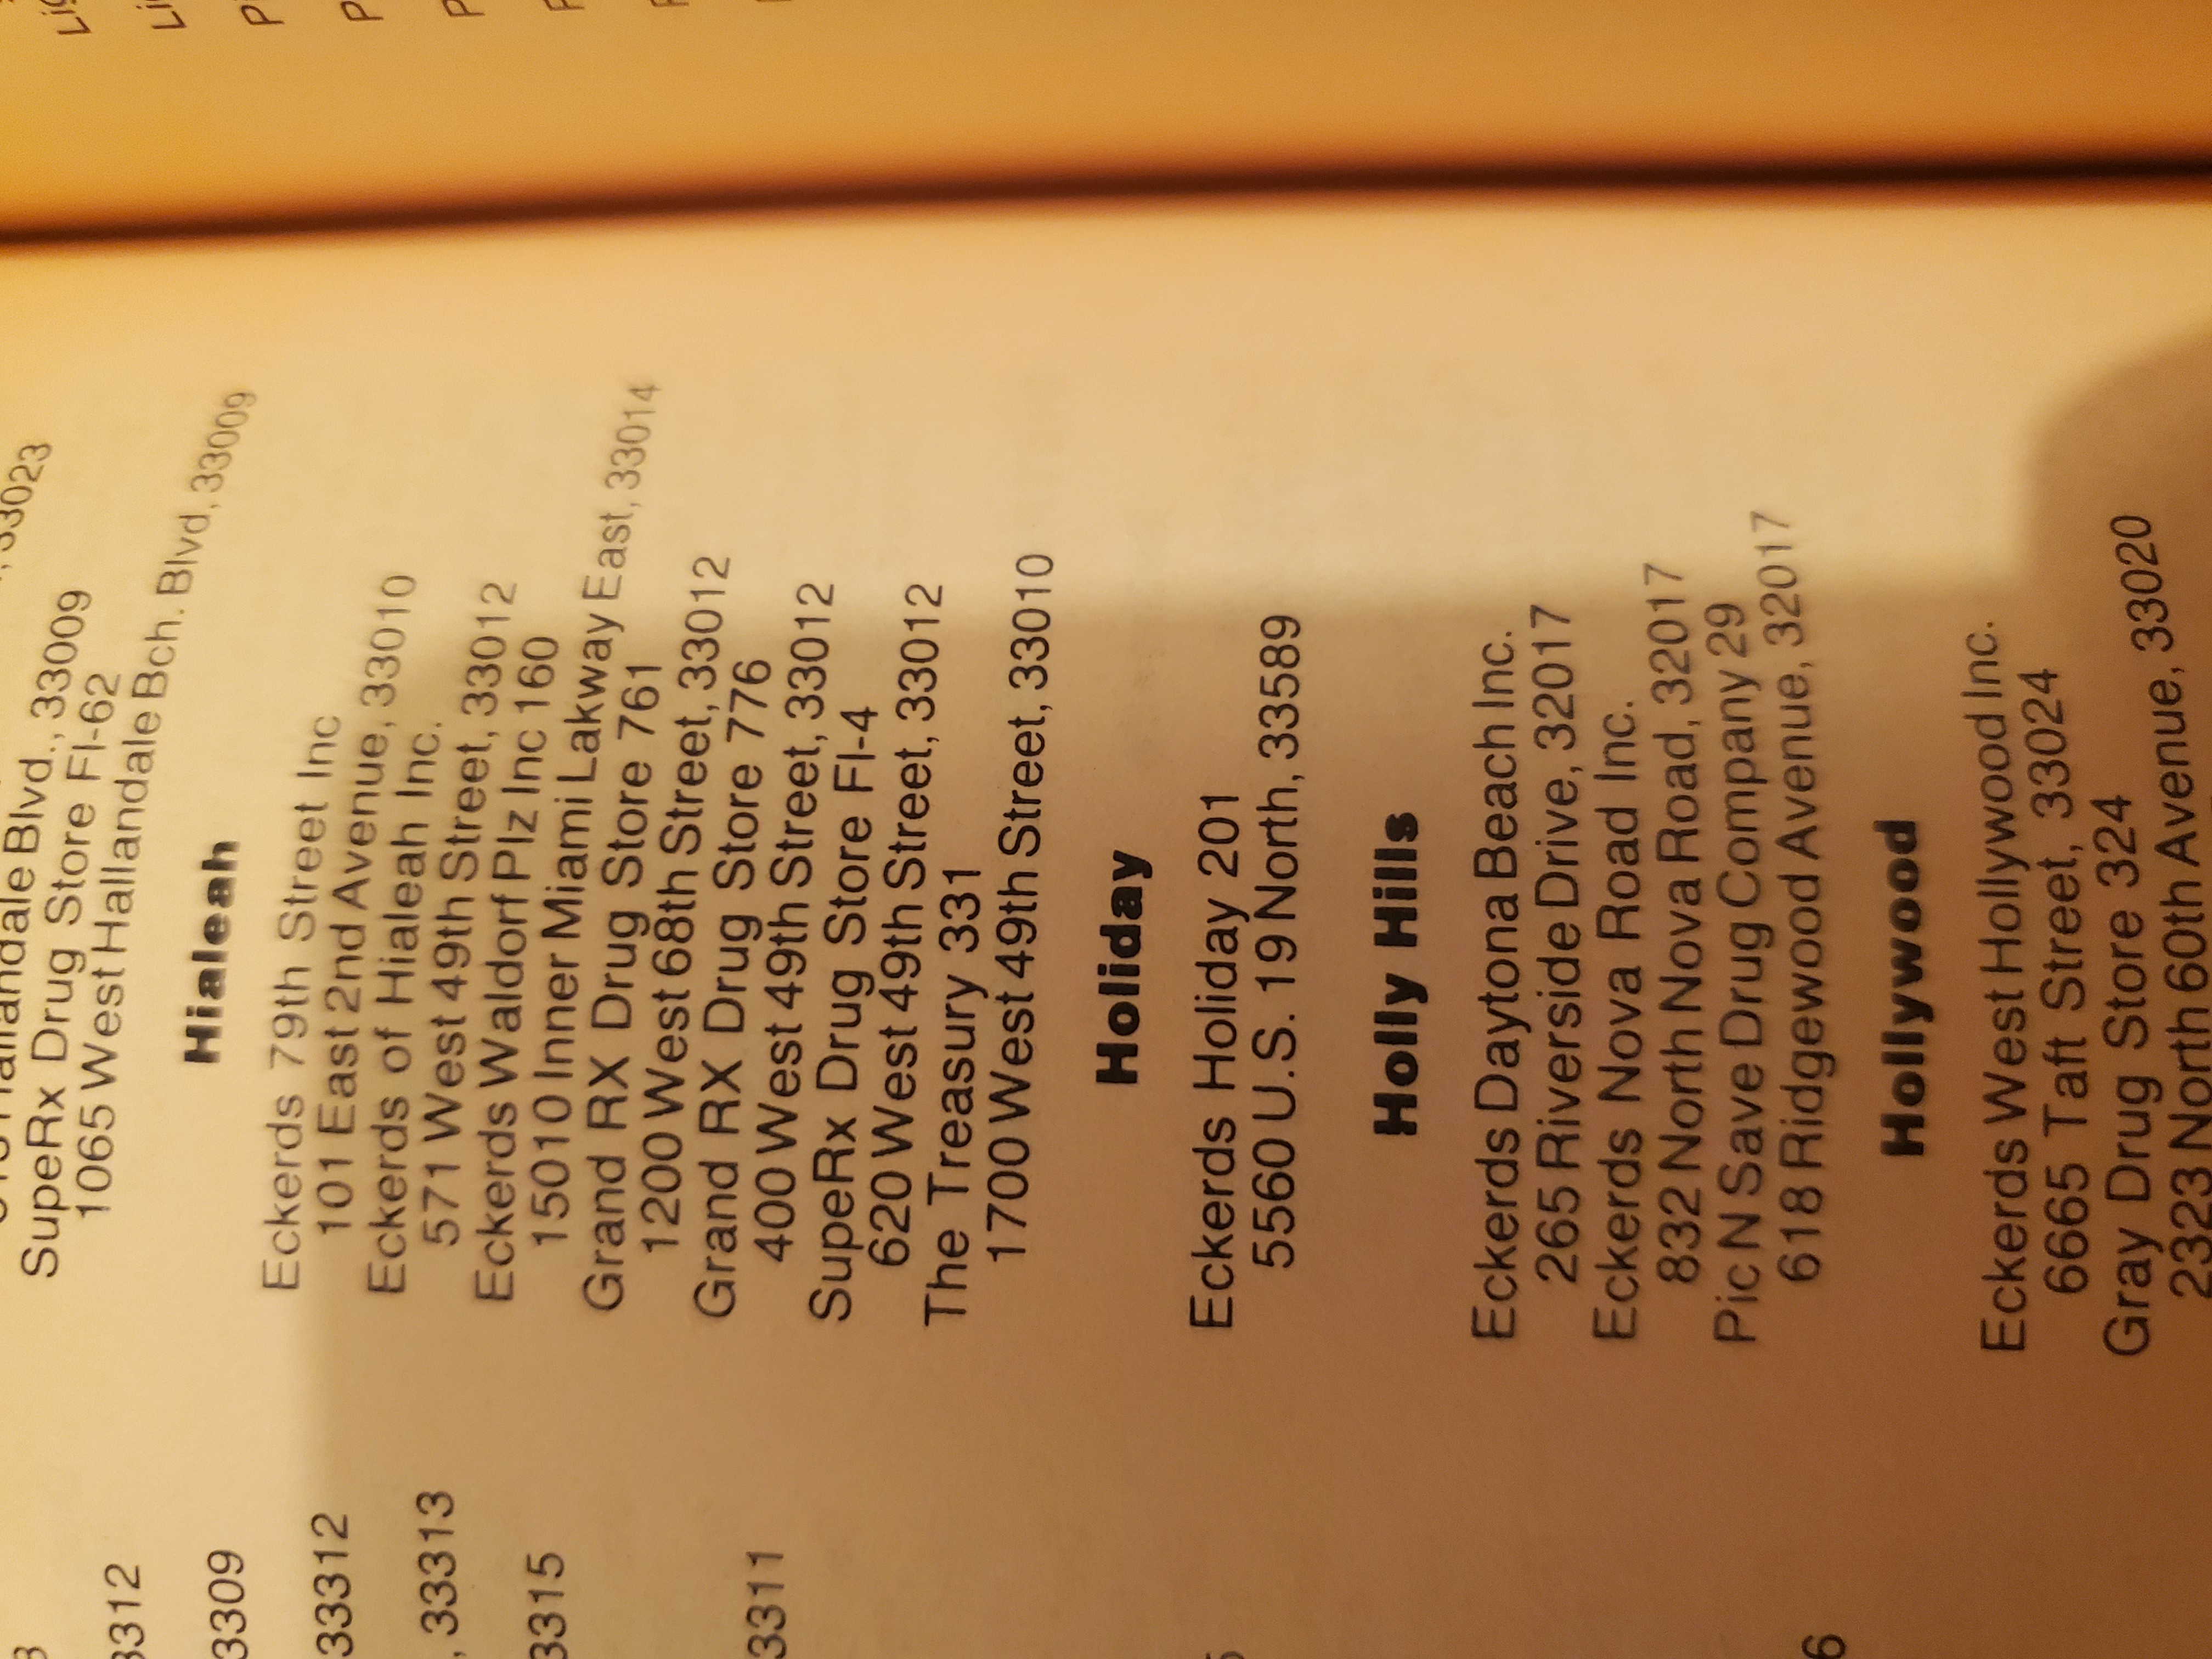 33023
Hallandale Blvd., 33009
SupeRx Drug Store Fl-62
1065 West Hallandale Bch. Blvd, 33009
Hialeah
Eckerds 79th Street Inc
101 East 2nd Avenue, 33010
Eckerds of Hialeah Inc.
571 West 49th Street, 33012
Eckerds Waldorf Plz Inc 160
15010 Inner Miami Lakway East, 33014
Grand RX Drug Store 761
1200 West 68th Street, 33012
Grand RX Drug Store 776
400 West 49th Street, 33012
SupeRx Drug Store Fl-4
620 West 49th Street, 33012
The Treasury 331
1700 West 49th Street, 33010
Holiday
Eckerds Holiday 201
5560 U.S. 19 North, 33589
Holly Hills
Eckerds Daytona Beach Inc.
265 Riverside Drive, 32017
Eckerds Nova Road Inc.
832 North Nova Road, 32017
Pic N Save Drug Company 29
618 Ridgewood Avenue, 32017
Hollywood
Eckerds West Hollywood Inc.
6665 Taft Street, 33024
Gray Drug Store 324
2323 North 60th Avenue, 33020
3312
3309
33312
, 33313
3315
3311
6